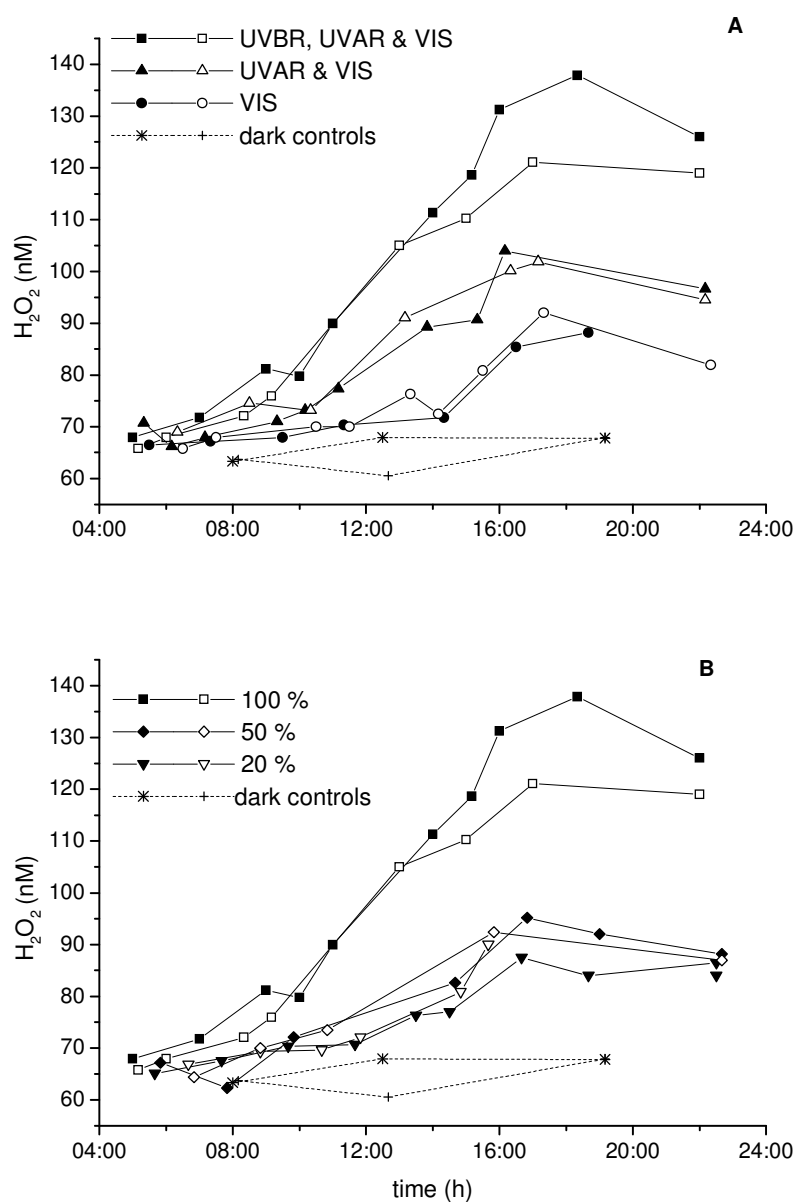 A
UVBR, UVAR & VIS
UVAR & VIS
VIS
dark controls
140
130
120
110
100
90
80
70
60
H₂O₂ (nM)
04:00 08:00 12:00 16:00 20:00 24:00
B
100 %
50 %
20 %
dark controls
140
130
120
110
100
90
80
70
60
H₂O₂ (nM)
04:00 08:00 12:00 16:00 20:00 24:00
time (h)